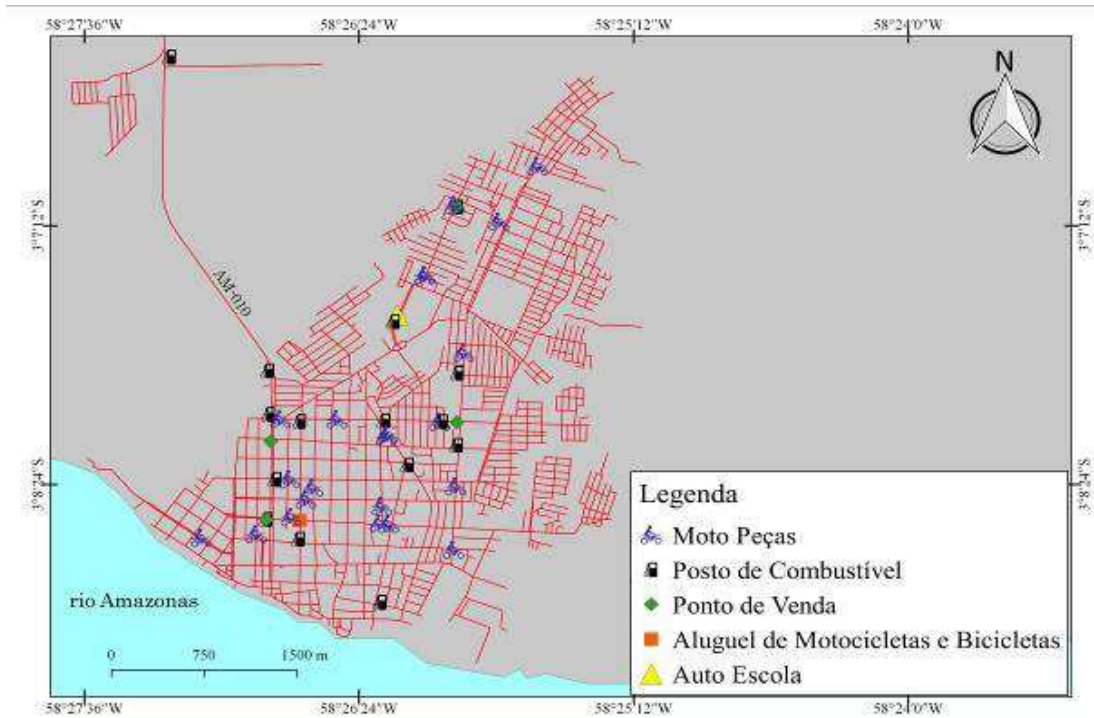 58°27'36"W 58°26'24"W 58°25'12"W 58°24'0"W
N
3°7'12"S 3°7'12"S
AM-010
3°8'24"S 3°8'24"S
Legenda
Moto Peças
Posto de Combustível
Ponto de Venda
Aluguel de Motocicletas e Bicicletas
Auto Escola
rio Amazonas
0 750 1500 m
58°27'36"W 58°26'24"W 58°25'12"W 58°24'0"W